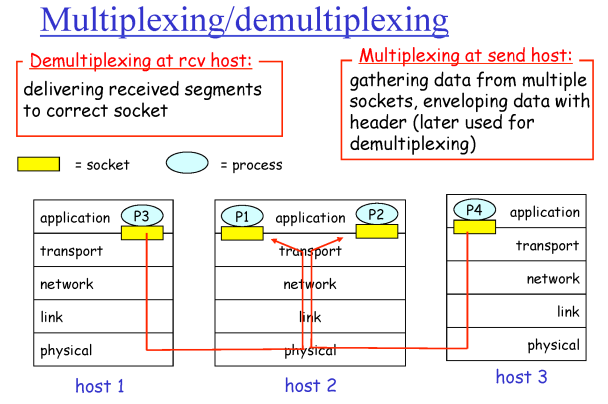 Multiplexing/demultiplexing
Demultiplexing at rcv host:
delivering received segments
to correct socket
Multiplexing at send host:
gathering data from multiple
sockets, enveloping data with
header (later used for
demultiplexing)
= socket
= process
application
P3
transport
network
link
physical
host 1
P1
application
P2
transport
network
link
physical
host 2
P4
application
transport
network
link
physical
host 3